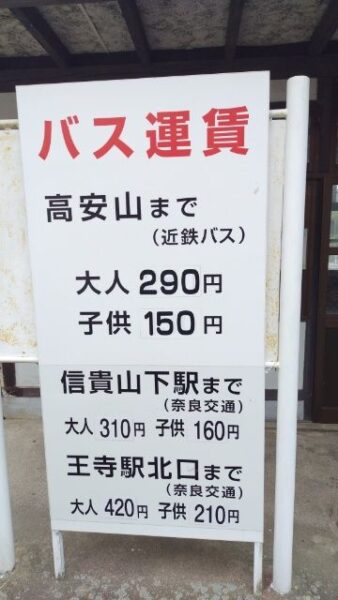 バス運賃
高安山まで
(近鉄バス)
大人 290円
子供 150円
信貴山下駅まで
(奈良交通)
大人 310円 子供 160円
王寺駅北口まで
(奈良交通)
大人 420円 子供 210円